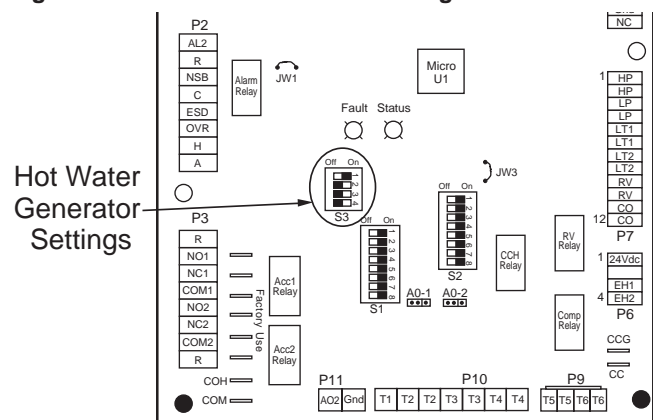 P2
AL2
R
NSB
C
ESD
OVR
H
A
Alarm
Relay
JW1
Micro
U1
Fault Status
NC
1 HP
HP
LP
LP
LT1
LT1
LT2
LT2
RV
RV
CO
12 CO
P7
Hot Water
Generator
Settings
Off On
1
2
3
4
S3
JW3
Off On
1
2
3
4
5
6
7
8
S2
Off On
1
2
3
4
5
6
7
8
S1
A0-1
A0-2
CCH
Relay
RV
Relay
Comp
Relay
1 24Vdc
EH1
4 EH2
P6
CCG
CC
P3
R
NO1
NC1
COM1
NO2
NC2
COM2
R
Factory Use
Acc1
Relay
Acc2
Relay
COH
COM
P11
AO2 Gnd
P10
T1 T2 T2 T3 T3 T4 T4
P9
T5 T5 T6 T6